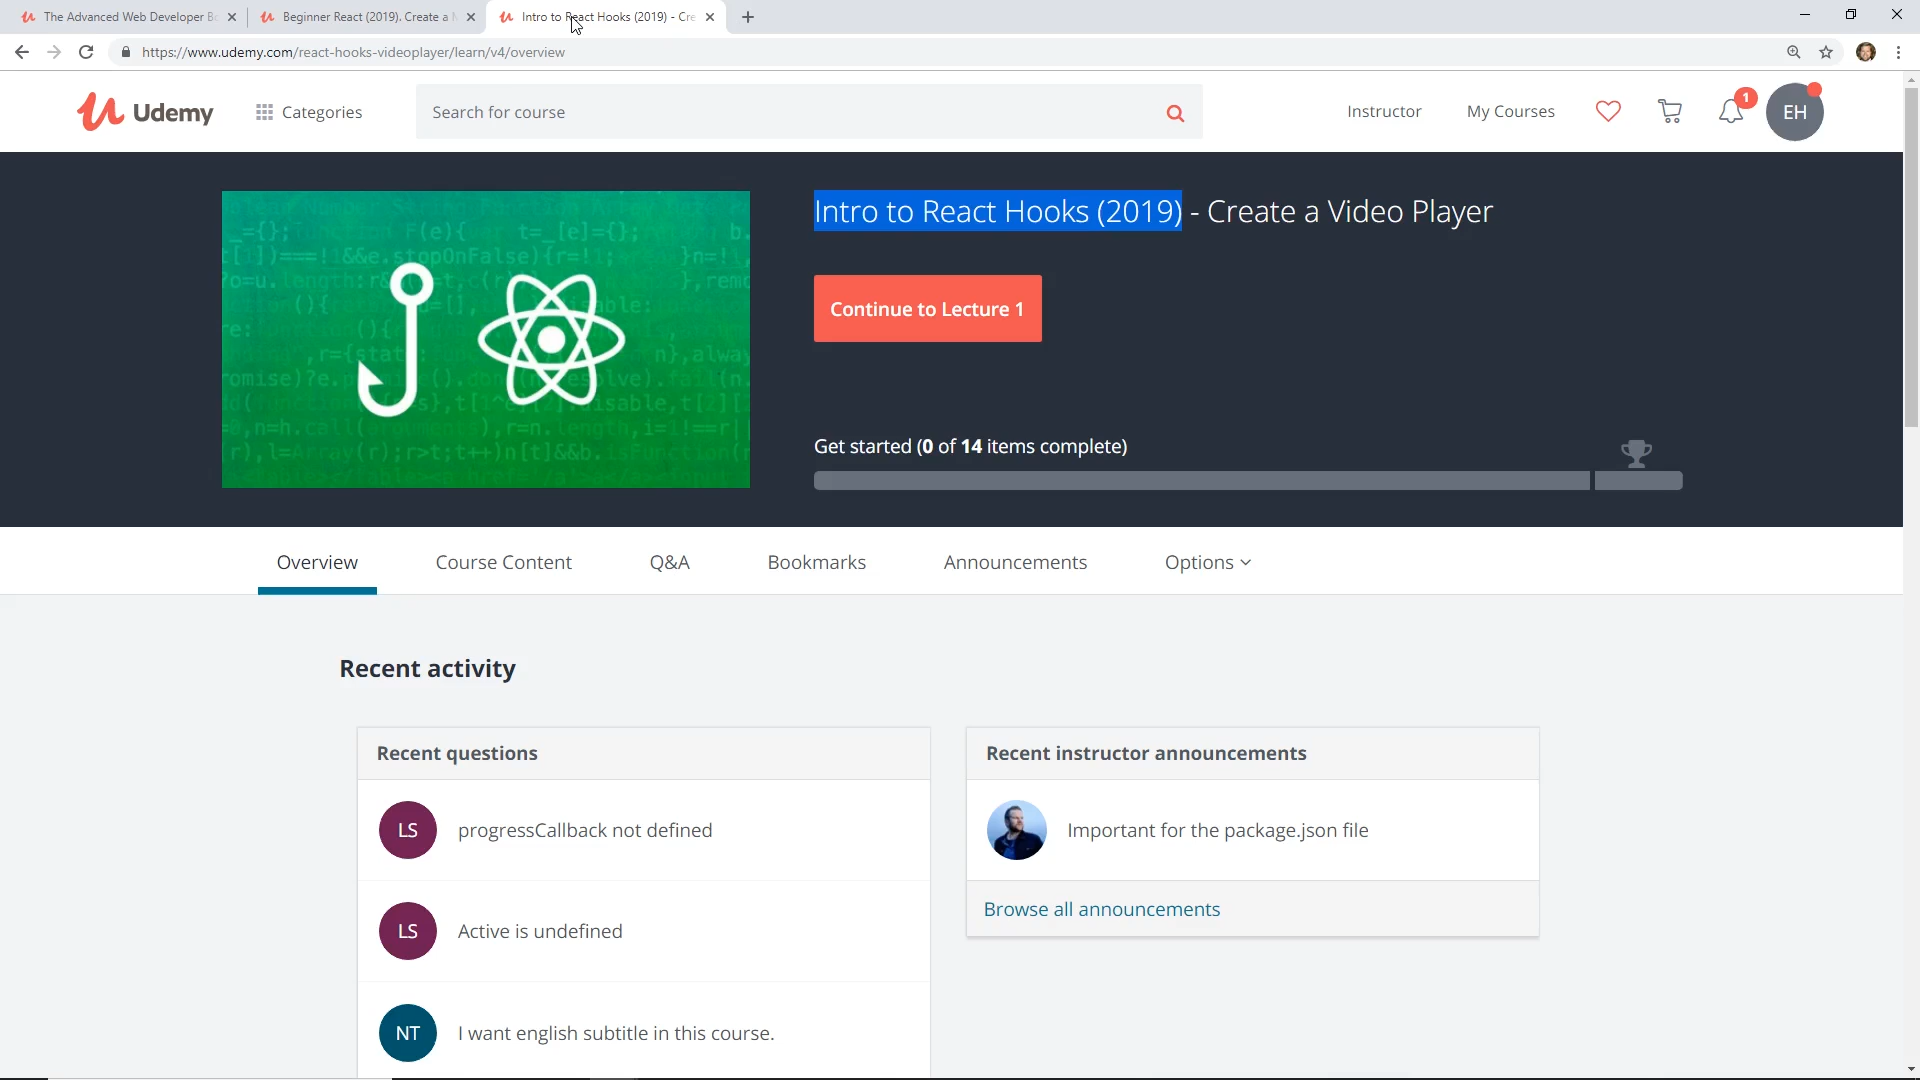 The Advanced Web Developer Bo
Beginner React (2019). Create a M
Intro to React Hooks (2019) - Cre
https://www.udemy.com/react-hooks-videoplayer/learn/v4/overview
Udemy
Categories
Search for course
Instructor
My Courses
1
EH
Intro to React Hooks (2019) - Create a Video Player
Continue to Lecture 1
Get started (0 of 14 items complete)
Overview
Course Content
Q&A
Bookmarks
Announcements
Options
Recent activity
Recent questions
LS
progressCallback not defined
LS
Active is undefined
NT
I want english subtitle in this course.
Recent instructor announcements
Important for the package.json file
Browse all announcements